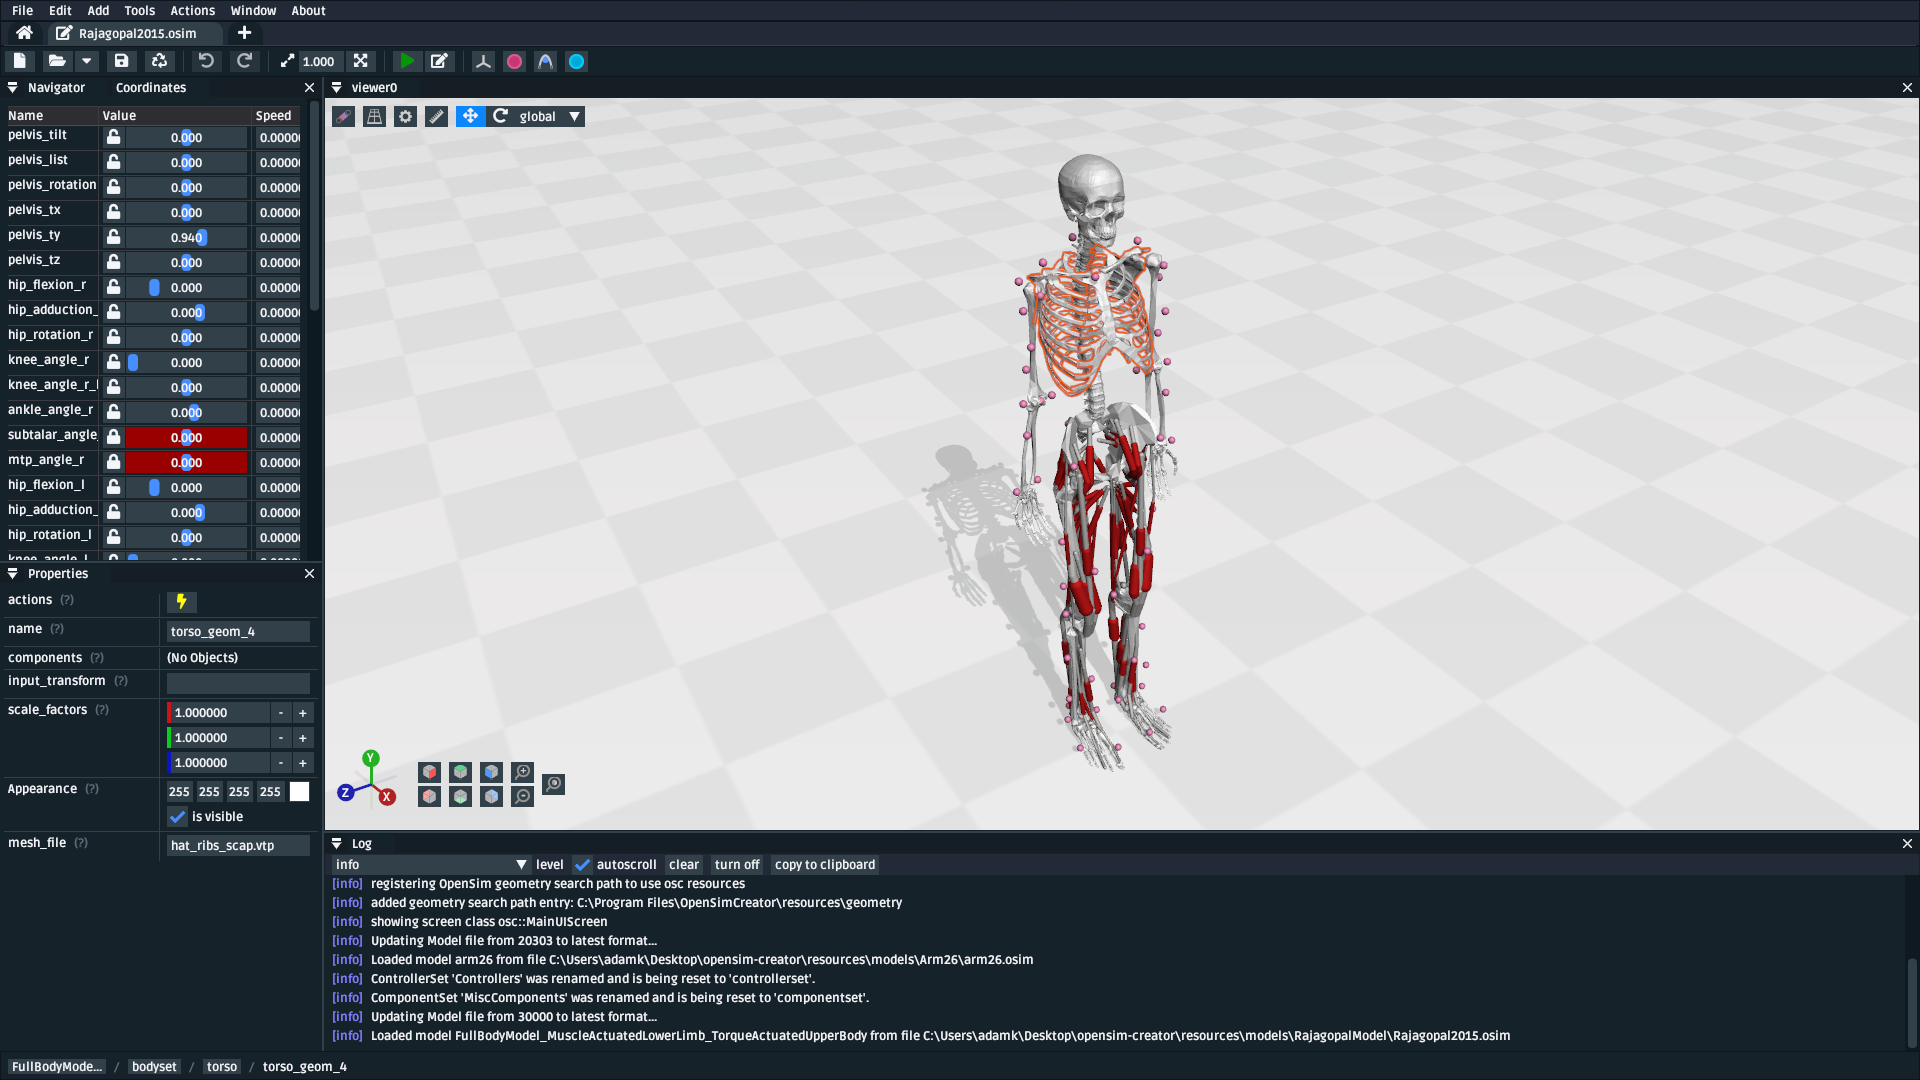 File Edit Add Tools Actions Window About
Rajagopal2015.osim
1.000
Navigator Coordinates
Name Value Speed
pelvis_tilt 0.000 0.0000
pelvis_list 0.000 0.0000
pelvis_rotation 0.000 0.0000
pelvis_tx 0.000 0.0000
pelvis_ty 0.940 0.0000
pelvis_tz 0.000 0.0000
hip_flexion_r 0.000 0.0000
hip_adduction_ 0.000 0.0000
hip_rotation_r 0.000 0.0000
knee_angle_r 0.000 0.0000
knee_angle_r_ 0.000 0.0000
ankle_angle_r 0.000 0.0000
subtalar_angle_ 0.000 0.0000
mtp_angle_r 0.000 0.0000
hip_flexion_l 0.000 0.0000
hip_adduction_ 0.000 0.0000
hip_rotation_l 0.000 0.0000
knee_angle_l
Properties
actions (?)
name (?) torso_geom_4
components (?) (No Objects)
input_transform (?)
scale_factors (?) 1.000000 - +
1.000000 - +
1.000000 - +
Appearance (?) 255 255 255 255
is visible
mesh_file (?) hat_ribs_scap.vtp
viewer0
global
Y
Z
X
Log
info level autoscroll clear turn off copy to clipboard
[info] registering OpenSim geometry search path to use osc resources
[info] added geometry search path entry: C:\Program Files\OpenSimCreator\resources\geometry
[info] showing screen class osc::MainUIScreen
[info] Updating Model file from 20303 to latest format...
[info] Loaded model arm26 from file C:\Users\adamk\Desktop\opensim-creator\resources\models\Arm26\arm26.osim
[info] ControllerSet 'Controllers' was renamed and is being reset to 'controllerset'.
[info] ComponentSet 'MiscComponents' was renamed and is being reset to 'componentset'.
[info] Updating Model file from 30000 to latest format...
[info] Loaded model FullBodyModel_MuscleActuatedLowerLimb_TorqueActuatedUpperBody from file C:\Users\adamk\Desktop\opensim-creator\resources\models\RajagopalModel\Rajagopal2015.osim
FullBodyMode... / bodyset / torso / torso_geom_4